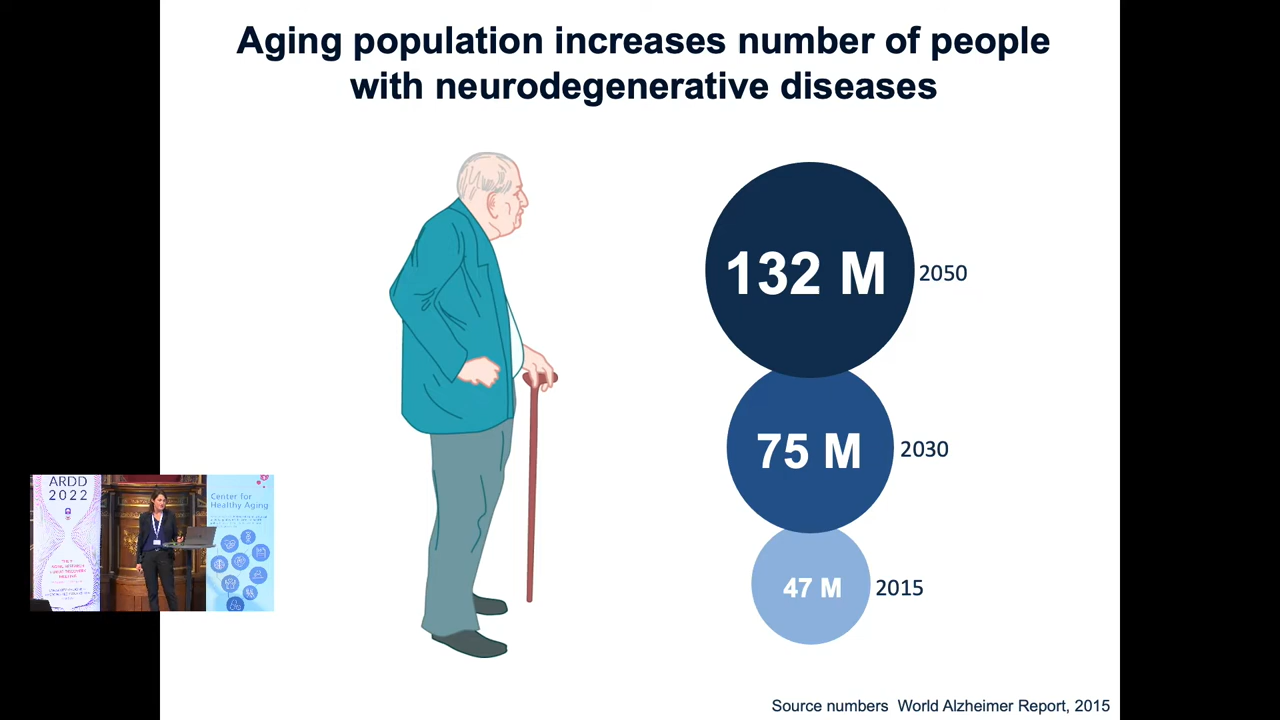 Aging population increases number of people
with neurodegenerative diseases
132 M
2050
75 M
2030
47 M
2015
Source numbers World Alzheimer Report, 2015
ARDD
2022
Center for
Healthy Aging